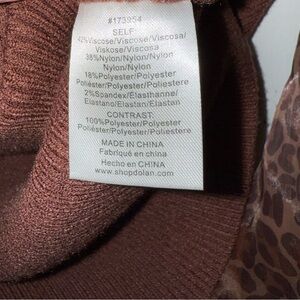 #173954
SELF:
42%Viscose/Viscose/Viscosa/
Viskose/Viscosa
38%Nylon/Nylon/Nylon
Nylon/Nylon
18%Polyester/Polyester
Poliéster/Poliestere/Polyester
2%Spandex/Elasthanne/
Elastano/Elastan/Elastan
CONTRAST:
100%Polyester/Polyester
Poliéster/Poliestere/Polyester
MADE IN CHINA
Fabriqué en china
Hecho en CHINA
www.shopdolan.com